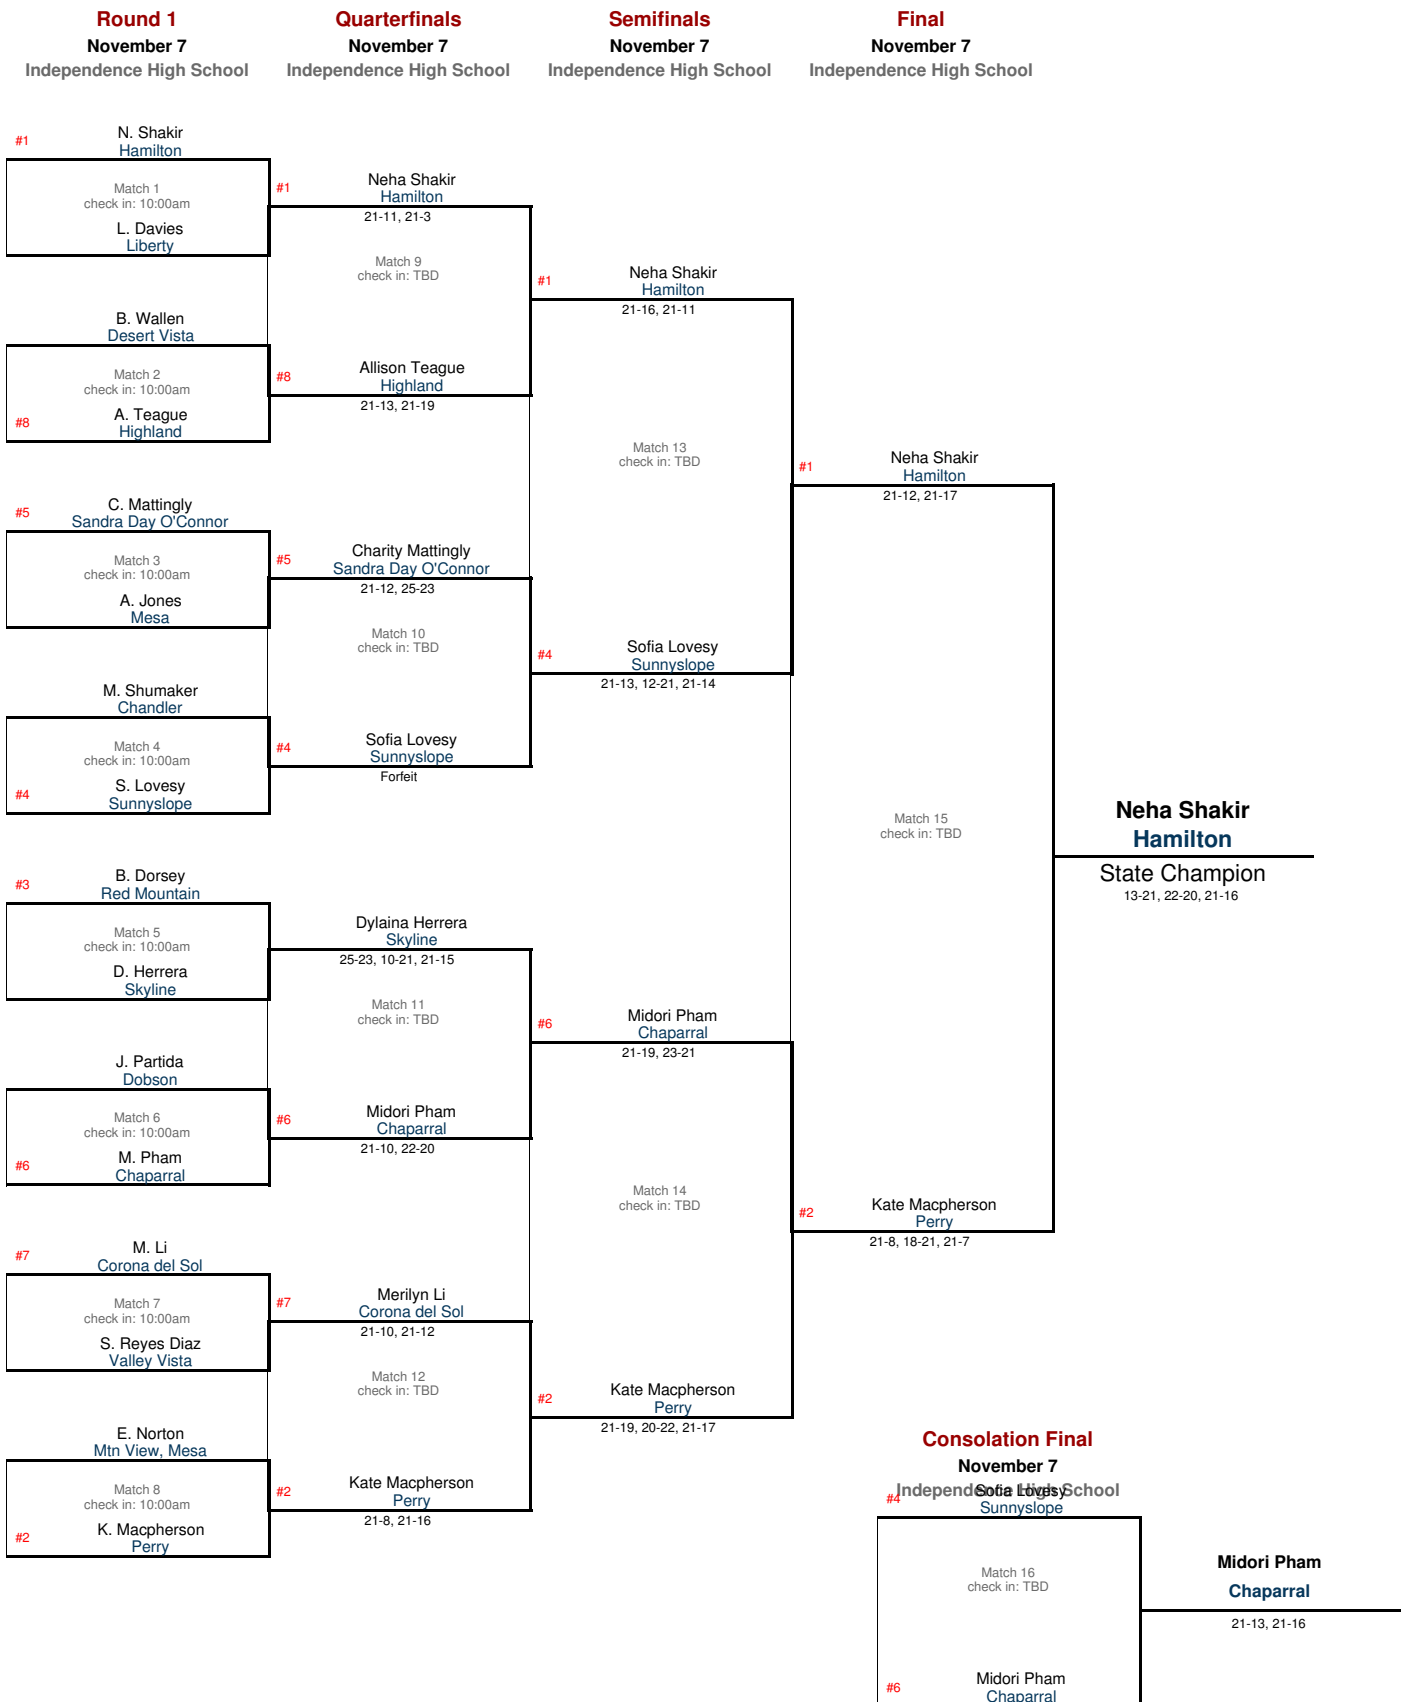 Round 1
November 7
Independence High School
Quarterfinals
November 7
Independence High School
Semifinals
November 7
Independence High School
Final
November 7
Independence High School
#1
N. Shakir
Hamilton
Match 1
check in: 10:00am
L. Davies
Liberty
B. Wallen
Desert Vista
Match 2
check in: 10:00am
#8
A. Teague
Highland
#5
C. Mattingly
Sandra Day O'Connor
Match 3
check in: 10:00am
A. Jones
Mesa
M. Shumaker
Chandler
Match 4
check in: 10:00am
#4
S. Lovesy
Sunnyslope
#3
B. Dorsey
Red Mountain
Match 5
check in: 10:00am
D. Herrera
Skyline
J. Partida
Dobson
Match 6
check in: 10:00am
#6
M. Pham
Chaparral
#7
M. Li
Corona del Sol
Match 7
check in: 10:00am
S. Reyes Diaz
Valley Vista
E. Norton
Mtn View, Mesa
Match 8
check in: 10:00am
#2
K. Macpherson
Perry
#1
Neha Shakir
Hamilton
21-11, 21-3
Match 9
check in: TBD
#8
Allison Teague
Highland
21-13, 21-19
#5
Charity Mattingly
Sandra Day O'Connor
21-12, 25-23
Match 10
check in: TBD
#4
Sofia Lovesy
Sunnyslope
Forfeit
Dylaina Herrera
Skyline
25-23, 10-21, 21-15
Match 11
check in: TBD
#6
Midori Pham
Chaparral
21-10, 22-20
#7
Merilyn Li
Corona del Sol
21-10, 21-12
Match 12
check in: TBD
#2
Kate Macpherson
Perry
21-8, 21-16
#1
Neha Shakir
Hamilton
21-16, 21-11
Match 13
check in: TBD
#4
Sofia Lovesy
Sunnyslope
21-13, 12-21, 21-14
#6
Midori Pham
Chaparral
21-19, 23-21
Match 14
check in: TBD
#2
Kate Macpherson
Perry
21-19, 20-22, 21-17
#1
Neha Shakir
Hamilton
21-12, 21-17
Match 15
check in: TBD
#2
Kate Macpherson
Perry
21-8, 18-21, 21-7
Neha Shakir
Hamilton
State Champion
13-21, 22-20, 21-16
Consolation Final
November 7
Independence High School
#4
Sofia Lovesy
Sunnyslope
Match 16
check in: TBD
#6
Midori Pham
Chaparral
Midori Pham
Chaparral
21-13, 21-16